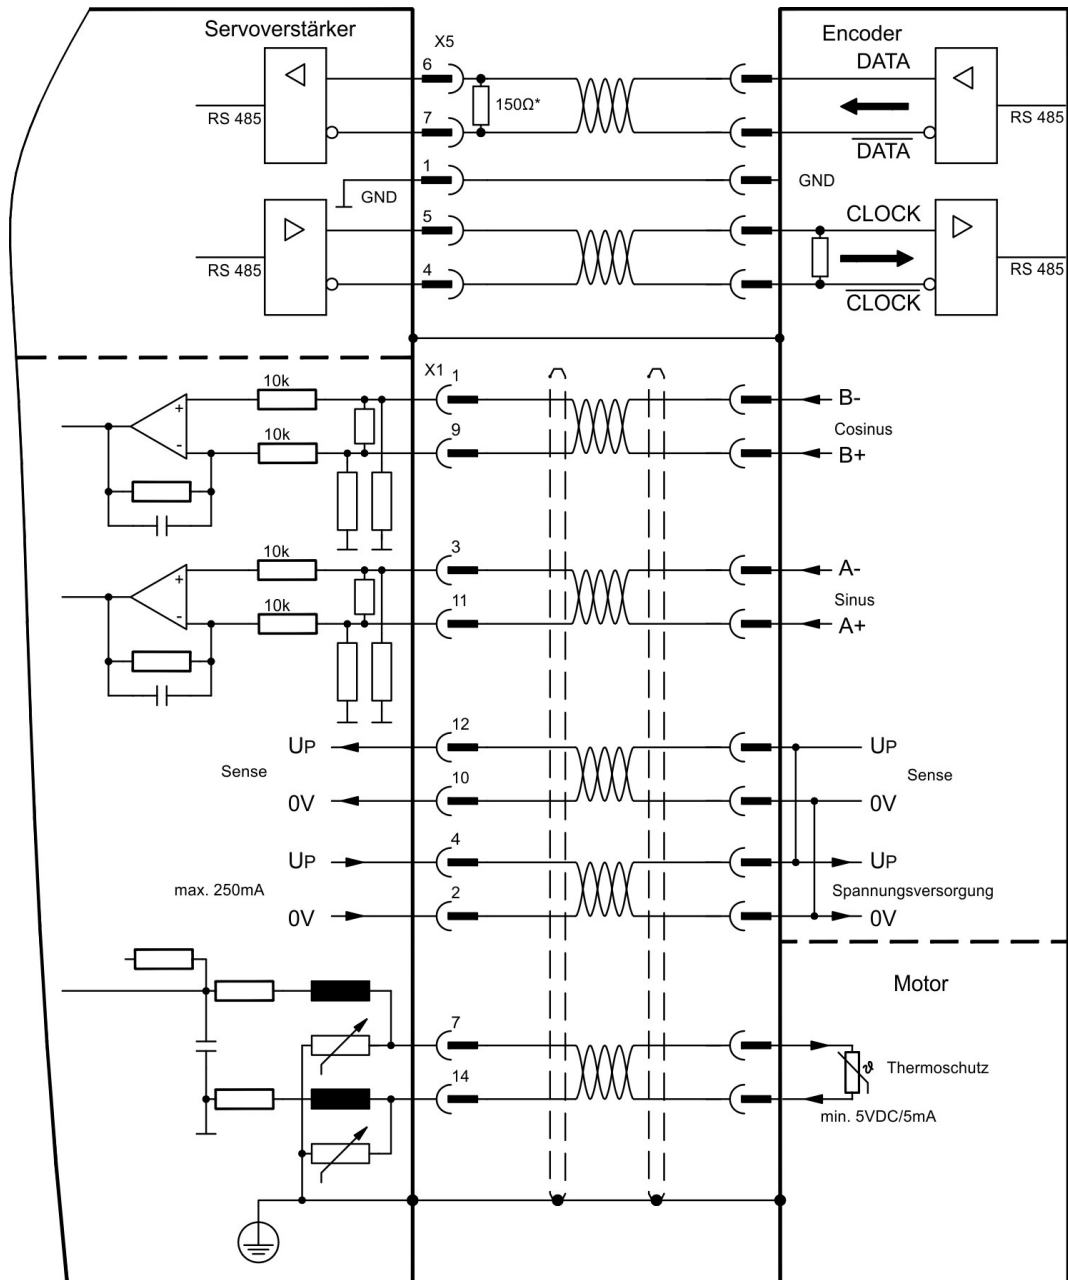 Servoverstärker
X5
Encoder
6
DATA
150Ω*
RS 485
7
RS 485
DATA
1
GND
GND
5
CLOCK
RS 485
4
RS 485
CLOCK
X1
1
10k
B-
9
Cosinus
10k
B+
3
10k
A-
11
Sinus
10k
A+
12
UP
UP
Sense
10
Sense
0V
0V
4
UP
UP
max. 250mA
2
Spannungsversorgung
0V
0V
Motor
7
ϑ
Thermoschutz
14
min. 5VDC/5mA